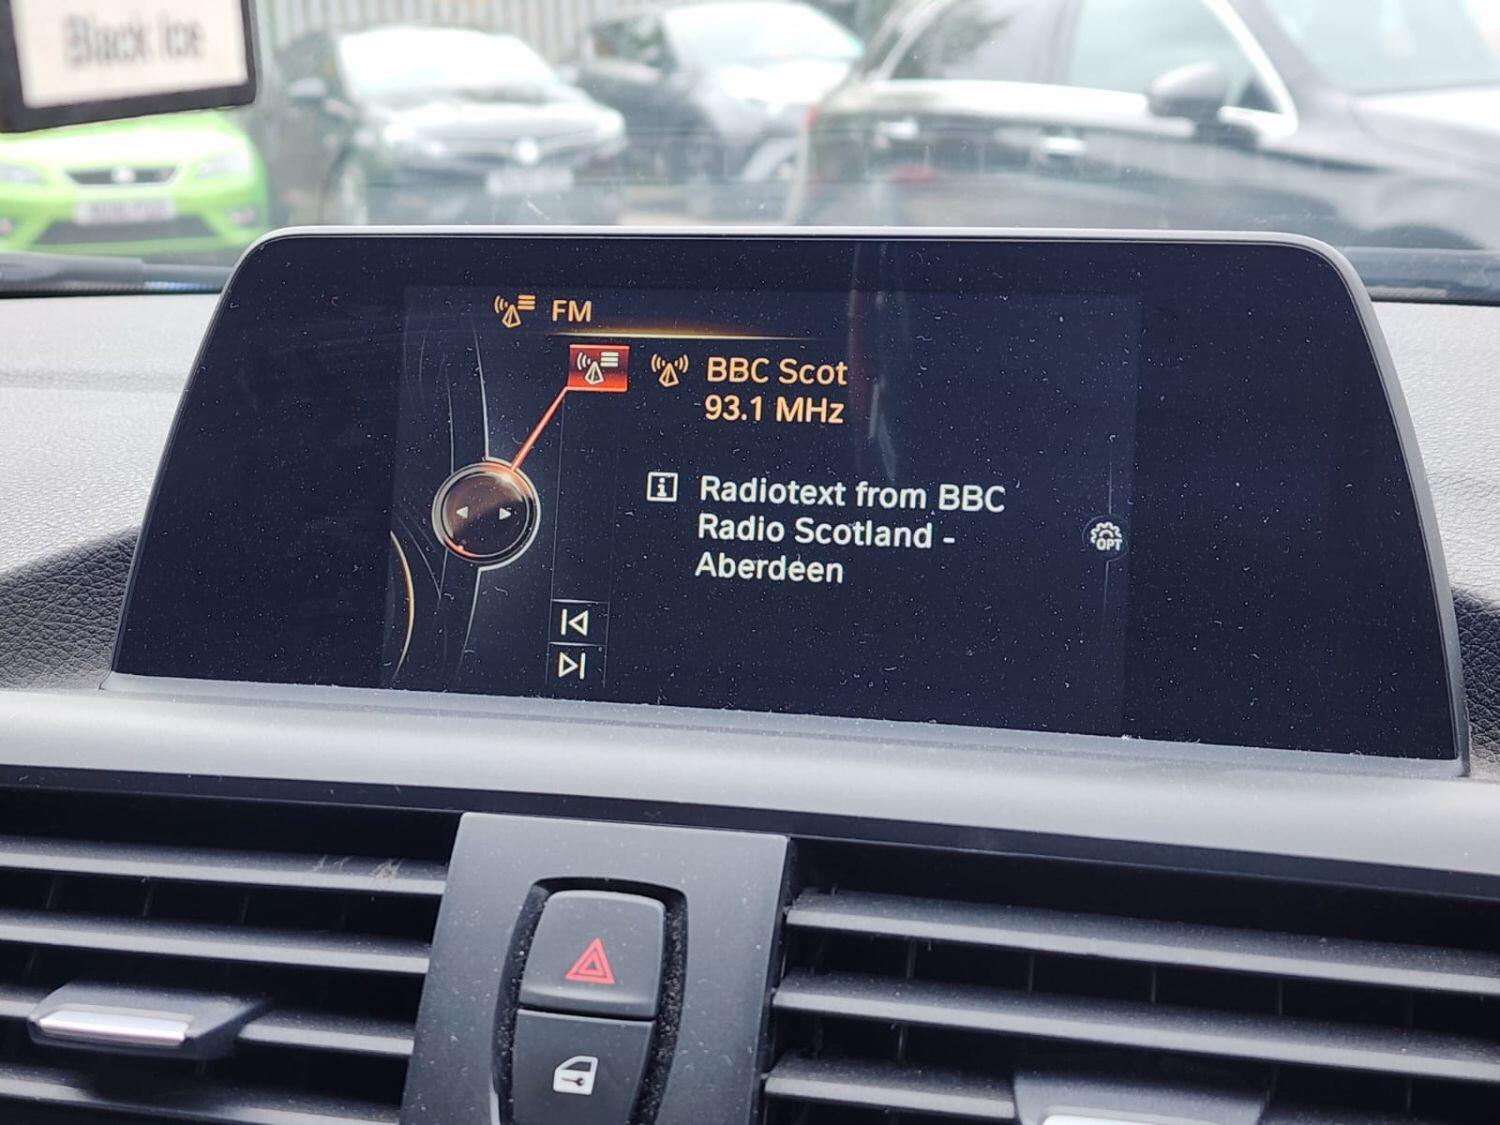 Black Ice
FM
BBC Scot
93.1 MHz
Radiotext from BBC
Radio Scotland -
Aberdeen
OPT